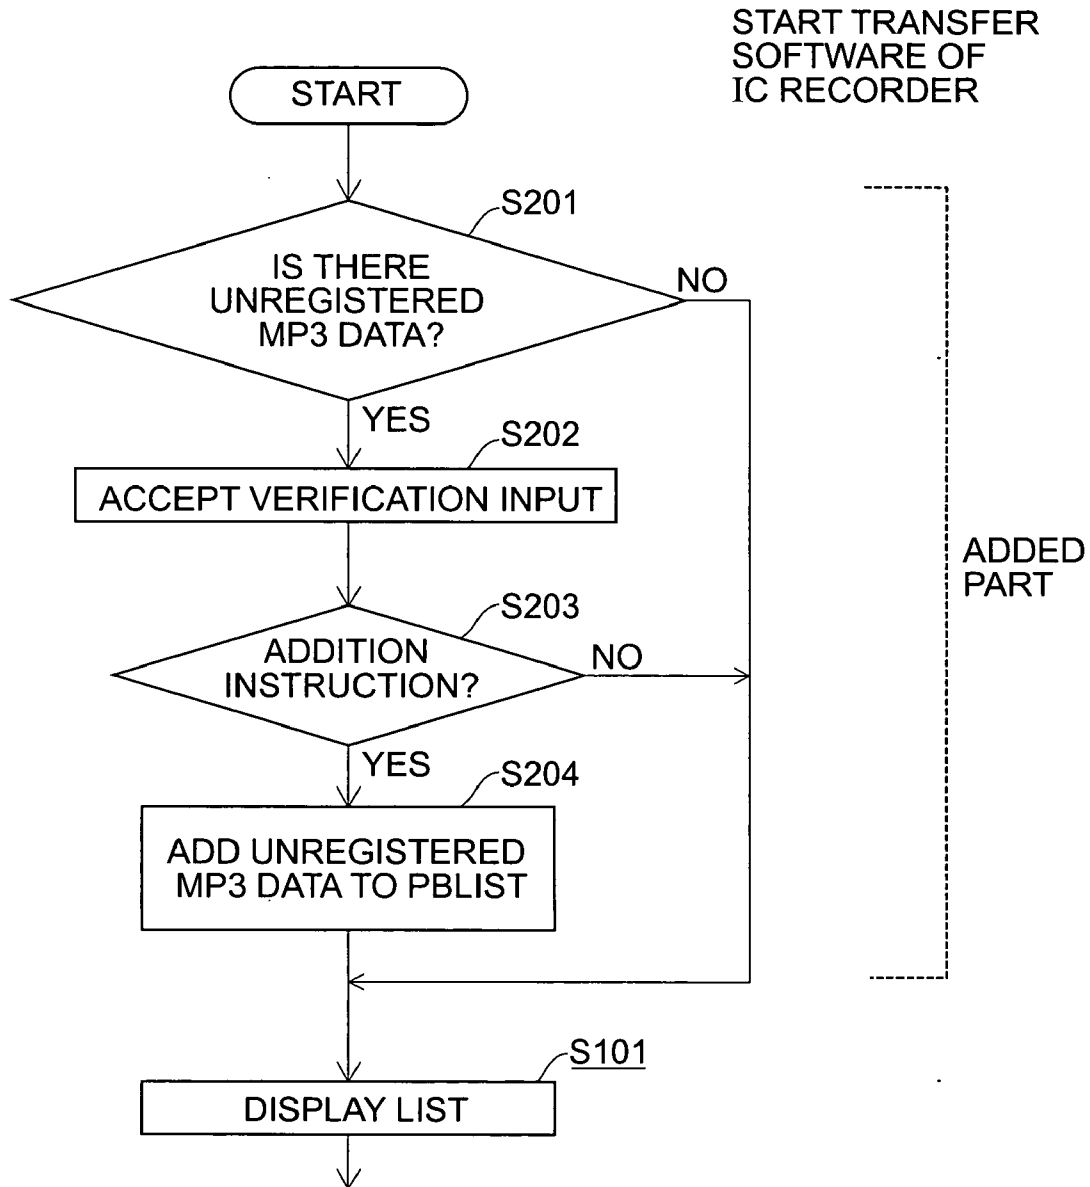 START TRANSFER
SOFTWARE OF
IC RECORDER
START
S201
IS THERE
UNREGISTERED
MP3 DATA?
NO
YES
S202
ACCEPT VERIFICATION INPUT
ADDED
PART
S203
ADDITION
INSTRUCTION?
NO
YES
S204
ADD UNREGISTERED
MP3 DATA TO PBLIST
S101
DISPLAY LIST